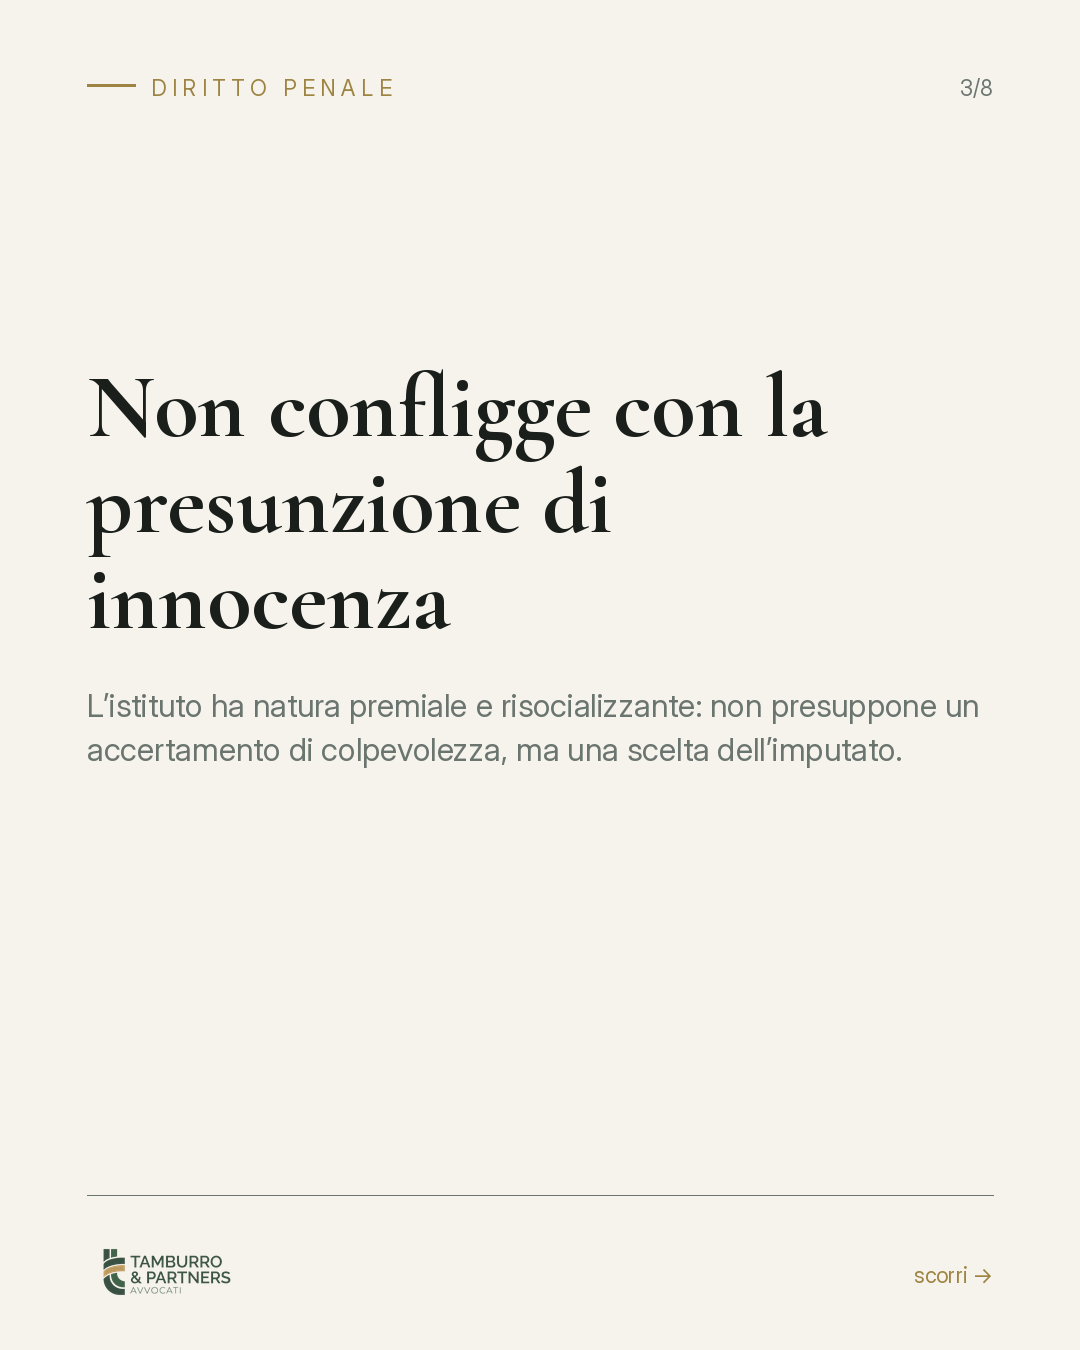 DIRITTO PENALE
3/8
Non confligge con la
presunzione di
innocenza
L’istituto ha natura premiale e risocializzante: non presuppone un
accertamento di colpevolezza, ma una scelta dell’imputato.
TAMBURRO
& PARTNERS
AVVOCATI
scorri →